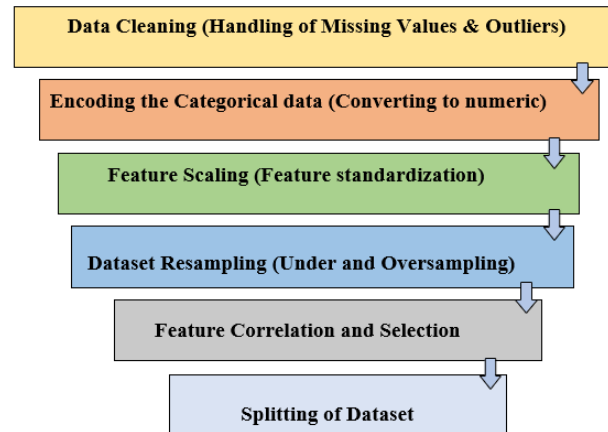 Data Cleaning (Handling of Missing Values & Outliers)
Encoding the Categorical data (Converting to numeric)
Feature Scaling (Feature standardization)
Dataset Resampling (Under and Oversampling)
Feature Correlation and Selection
Splitting of Dataset